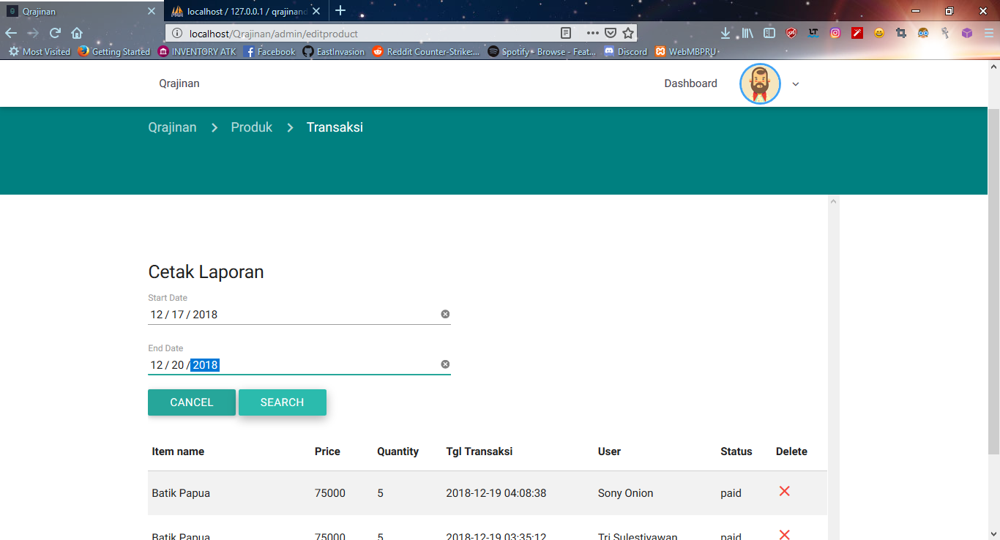 Qrajinan
localhost / 127.0.0.1 / qrajinand
localhost/Qrajinan/admin/editproduct
Most Visited Getting Started INVENTORY ATK Facebook EastInvasion Reddit Counter-Strike:... Spotify - Browse - Feat... Discord WebMBPRU
Qrajinan Dashboard
Qrajinan Produk Transaksi
Cetak Laporan
Start Date
12 / 17 / 2018
End Date
12 / 20 / 2018
CANCEL SEARCH
Item name Price Quantity Tgl Transaksi User Status Delete
Batik Papua 75000 5 2018-12-19 04:08:38 Sony Onion paid
Batik Papua 75000 5 2018-12-19 03:35:12 Tri Sulestiyawan paid